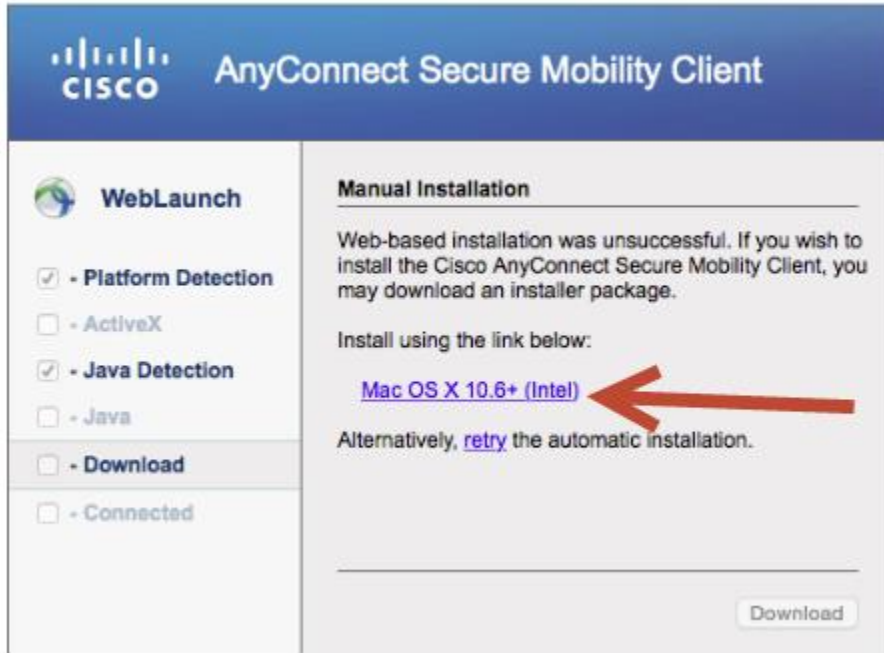 CISCO
AnyConnect Secure Mobility Client
WebLaunch
- Platform Detection
- ActiveX
- Java Detection
- Java
- Download
- Connected
Manual Installation
Web-based installation was unsuccessful. If you wish to
install the Cisco AnyConnect Secure Mobility Client, you
may download an installer package.
Install using the link below:
Mac OS X 10.6+ (Intel)
Alternatively, retry the automatic installation.
Download